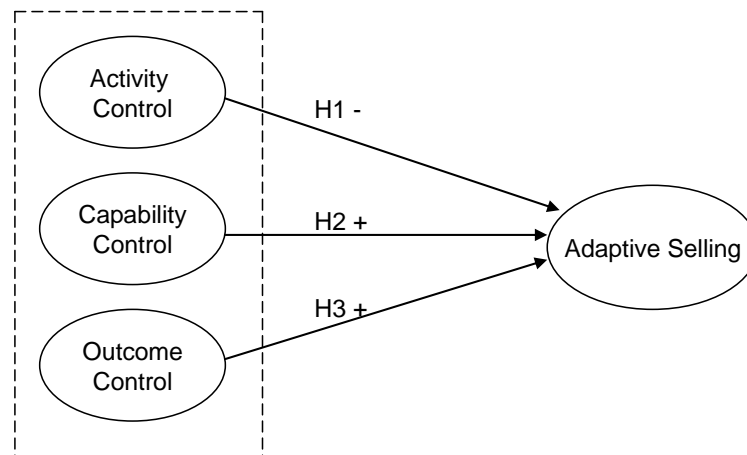 Activity
Control
H1 -
Capability
Control
H2 +
Adaptive Selling
H3 +
Outcome
Control